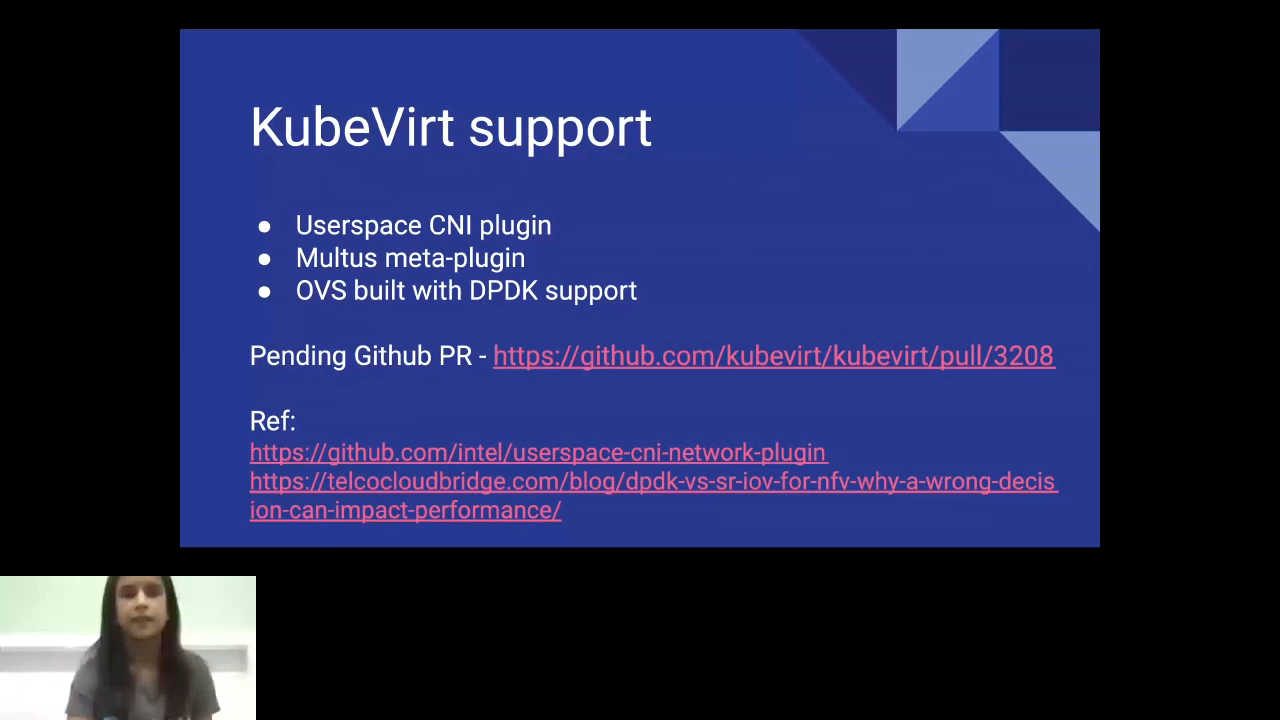 KubeVirt support
● Userspace CNI plugin
● Multus meta-plugin
● OVS built with DPDK support
Pending Github PR - https://github.com/kubevirt/kubevirt/pull/3208
Ref:
https://github.com/intel/userspace-cni-network-plugin
https://telcocloudbridge.com/blog/dpdk-vs-sr-iov-for-nfv-why-a-wrong-decis
ion-can-impact-performance/